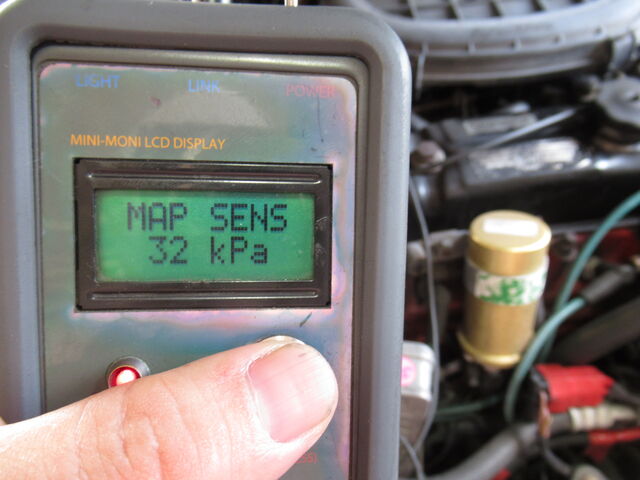 LIGHT LINK POWER
MINI-MONI LCD DISPLAY
MAP SENS
32 kPa